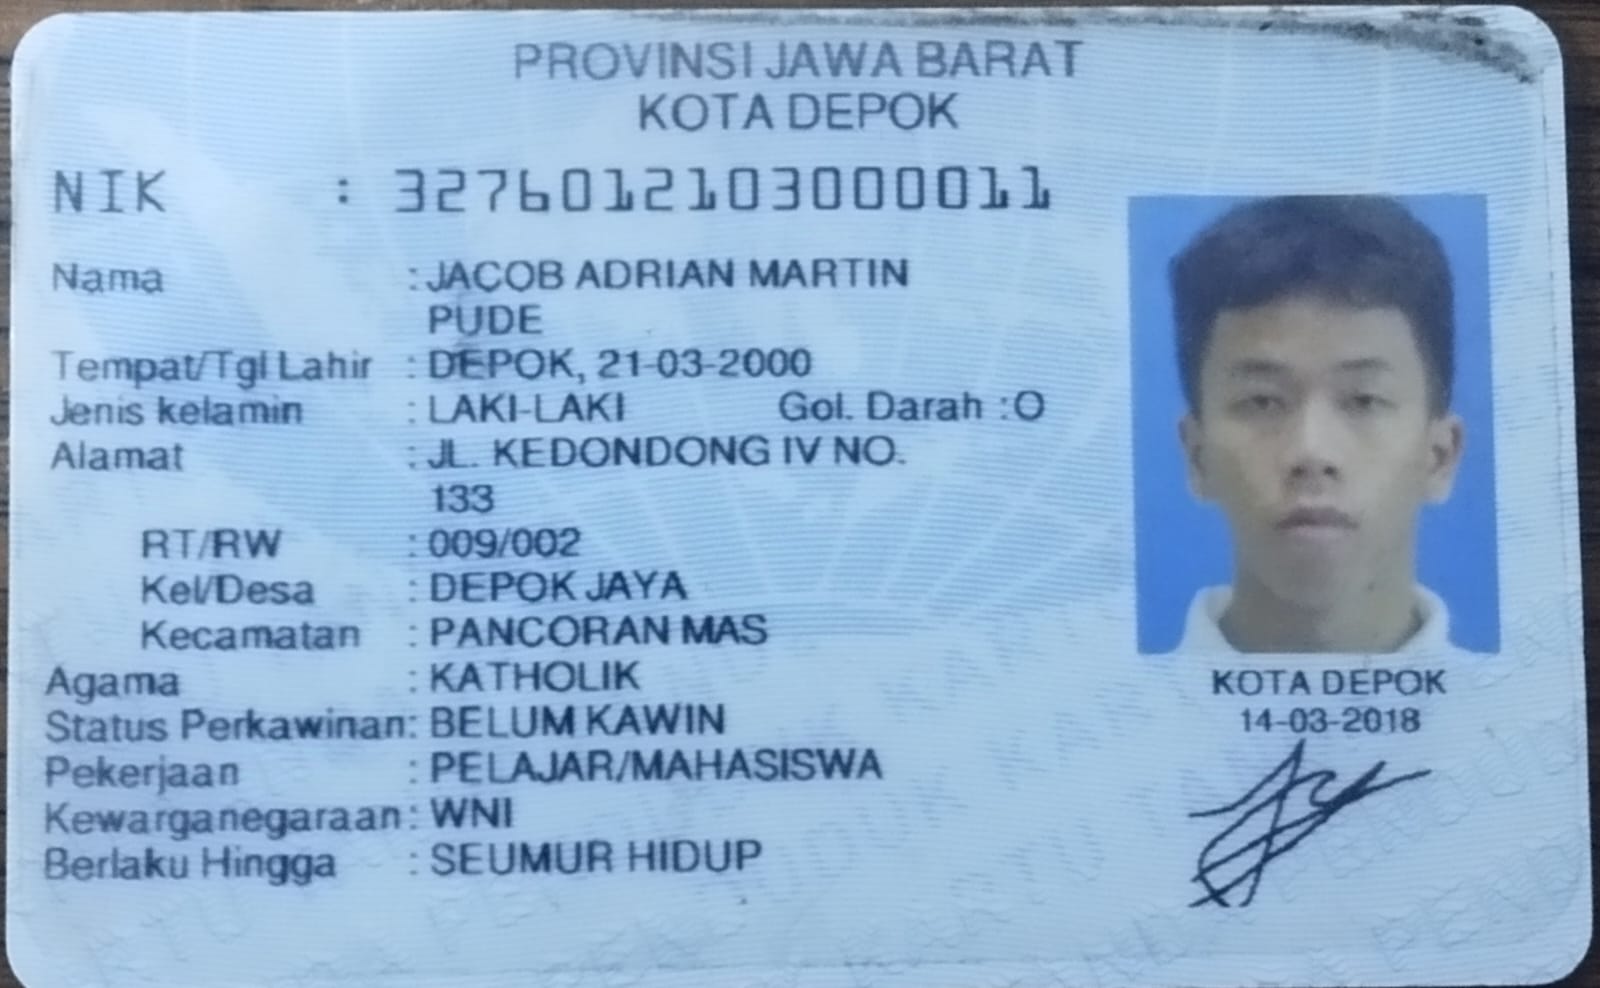 PROVINSI JAWA BARAT
KOTA DEPOK
NIK : 3276012103000011
Nama : JACOB ADRIAN MARTIN
PUDE
Tempat/Tgl Lahir : DEPOK, 21-03-2000
Jenis kelamin : LAKI-LAKI Gol. Darah : O
Alamat : JL. KEDONDONG IV NO.
133
RT/RW : 009/002
Kel/Desa : DEPOK JAYA
Kecamatan : PANCORAN MAS
Agama : KATHOLIK
Status Perkawinan: BELUM KAWIN
Pekerjaan : PELAJAR/MAHASISWA
Kewarganegaraan: WNI
Berlaku Hingga : SEUMUR HIDUP
KOTA DEPOK
14-03-2018